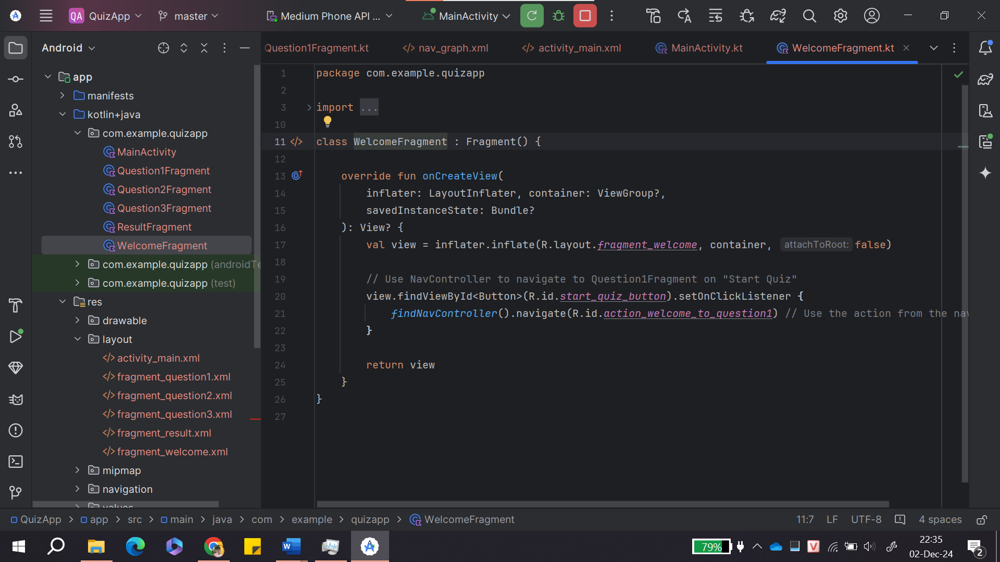 QA QuizApp master Medium Phone API ... MainActivity
Android
Question1Fragment.kt nav_graph.xml activity_main.xml MainActivity.kt WelcomeFragment.kt
app
manifests
kotlin+java
com.example.quizapp
MainActivity
Question1Fragment
Question2Fragment
Question3Fragment
ResultFragment
WelcomeFragment
com.example.quizapp (androidTe
com.example.quizapp (test)
res
drawable
layout
activity_main.xml
fragment_question1.xml
fragment_question2.xml
fragment_question3.xml
fragment_result.xml
fragment_welcome.xml
mipmap
navigation
values
1 package com.example.quizapp
2
3 import ...
10
11 class WelcomeFragment : Fragment() {
12
13 override fun onCreateView(
14 inflater: LayoutInflater, container: ViewGroup?,
15 savedInstanceState: Bundle?
16 ): View? {
17 val view = inflater.inflate(R.layout.fragment_welcome, container, attachToRoot: false)
18
19 // Use NavController to navigate to Question1Fragment on "Start Quiz"
20 view.findViewById<Button>(R.id.start_quiz_button).setOnClickListener {
21 findNavController().navigate(R.id.action_welcome_to_question1) // Use the action from the nav
22 }
23
24 return view
25 }
26 }
27
QuizApp > app > src > main > java > com > example > quizapp > WelcomeFragment 11:7 LF UTF-8 4 spaces
79% 22:35
02-Dec-24
2